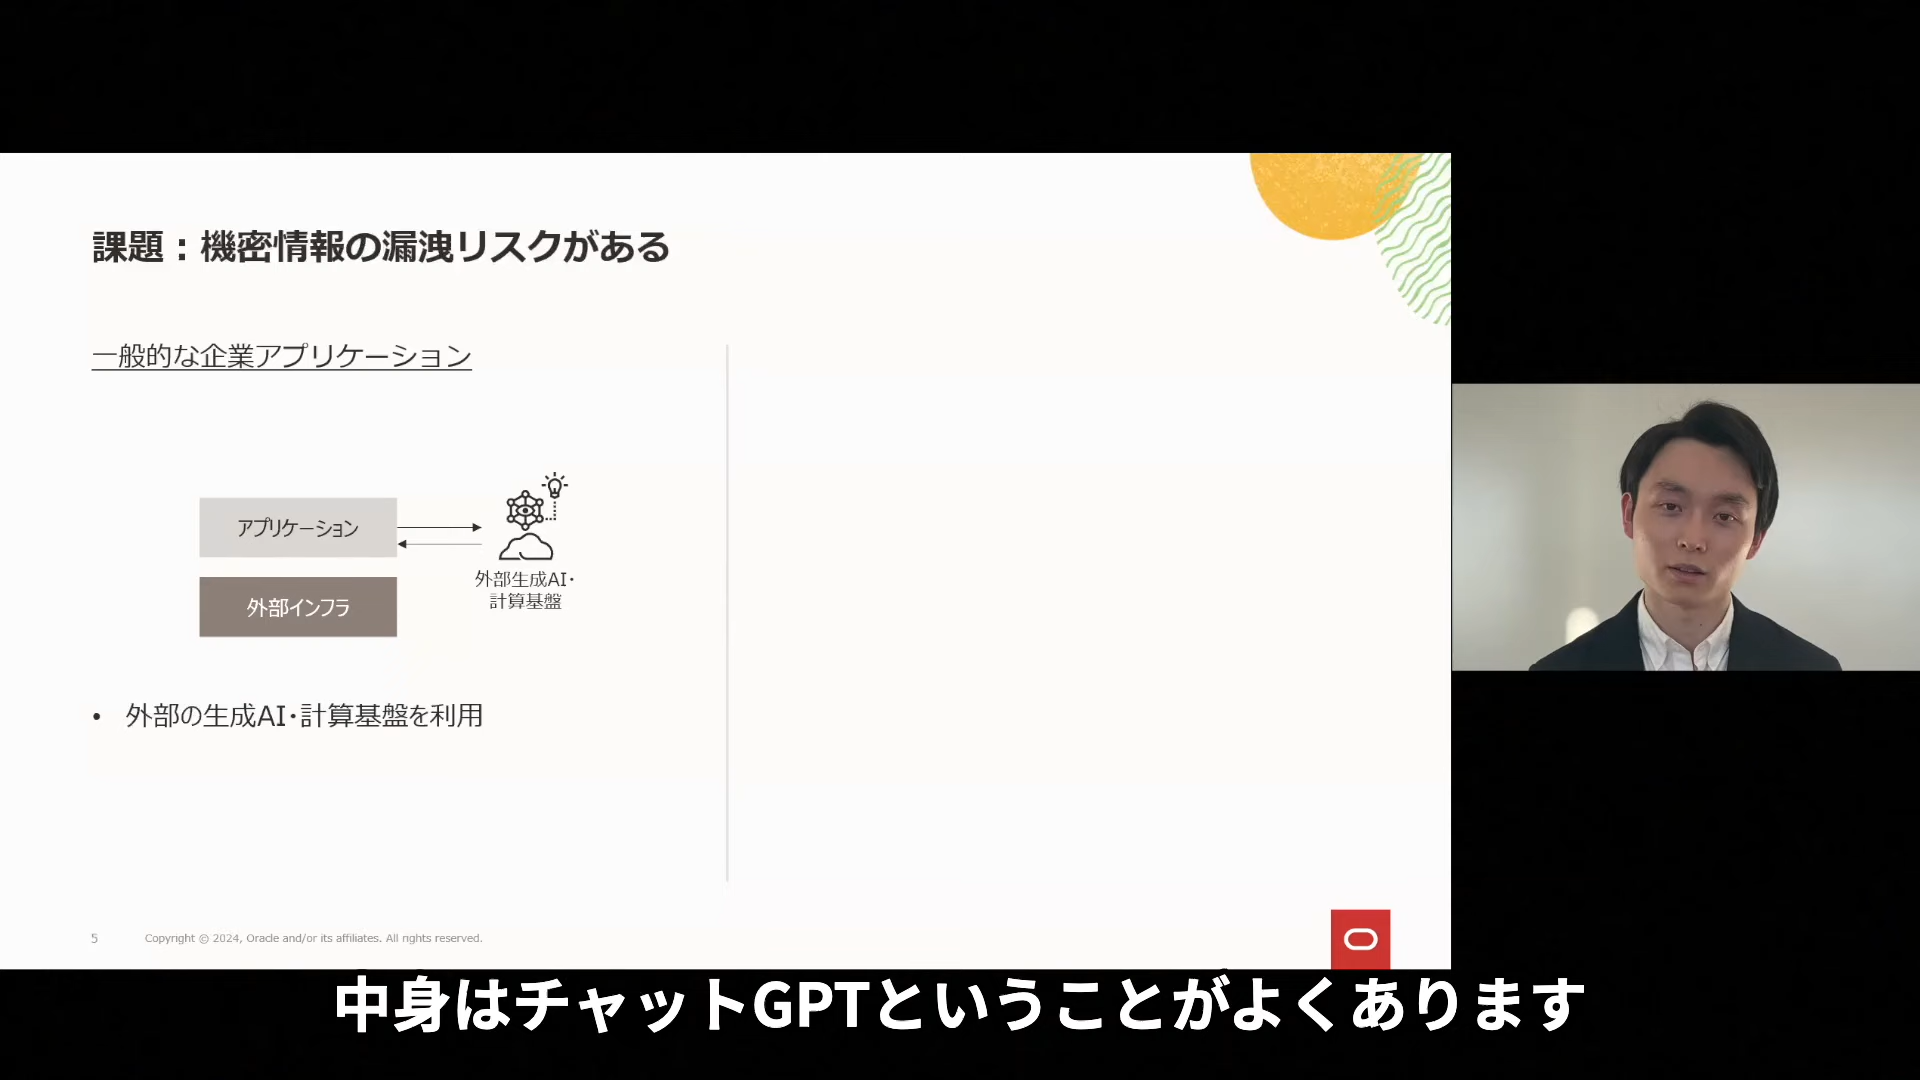 課題：機密情報の漏洩リスクがある
一般的な企業アプリケーション
アプリケーション
外部インフラ
外部生成AI・
計算基盤
• 外部の生成AI・計算基盤を利用
5 Copyright © 2024, Oracle and/or its affiliates. All rights reserved.
中身はチャットGPTということがよくあります